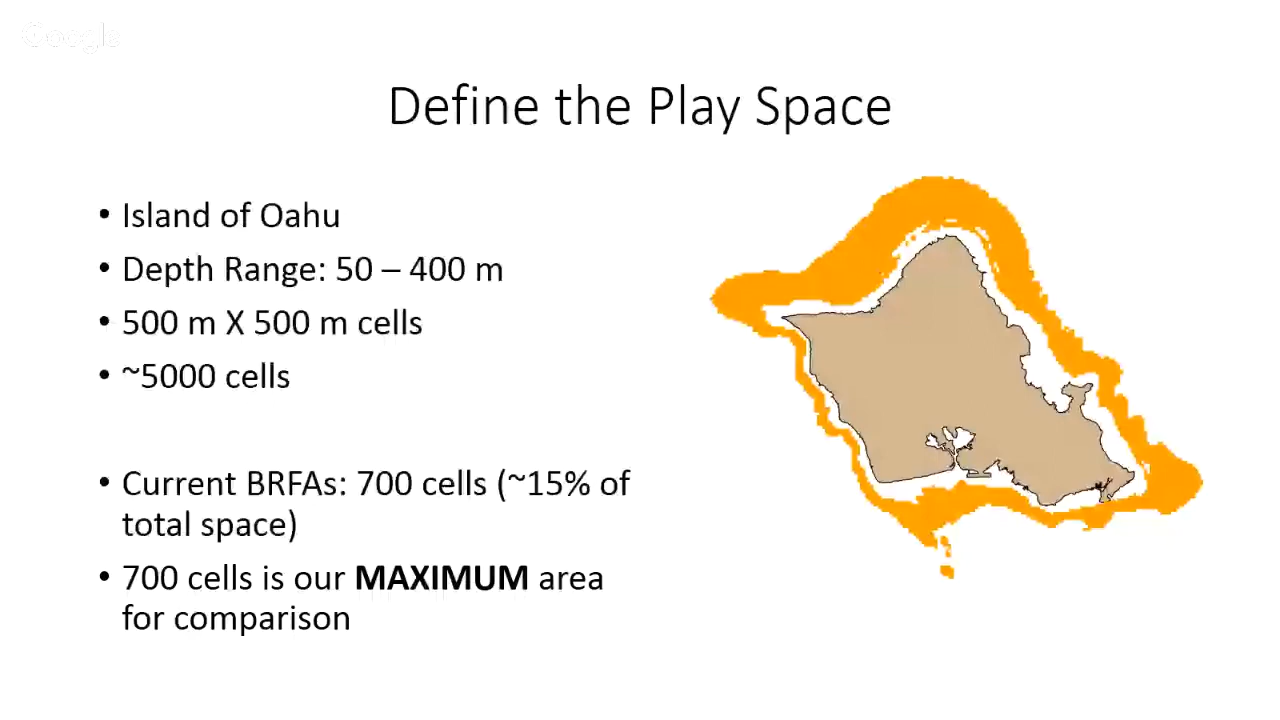 Google
Define the Play Space
• Island of Oahu
• Depth Range: 50 – 400 m
• 500 m X 500 m cells
• ~5000 cells
• Current BRFAs: 700 cells (~15% of
total space)
• 700 cells is our MAXIMUM area
for comparison